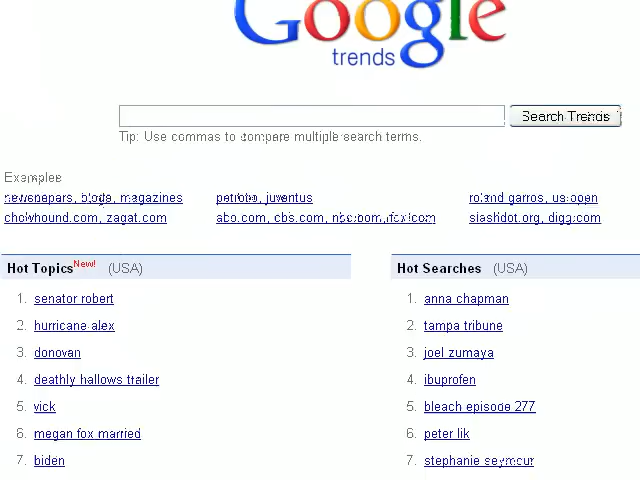 Google
trends
Search Trends
Tip: Use commas to compare multiple search terms.
Examples
newspapers, blogs, magazines petrobo, juventus roland garros, us open
chowhound.com, zagat.com abc.com, cbs.com, nbc.com, fox.com slashdot.org, digg.com
Hot Topics New! (USA) Hot Searches (USA)
1. senator robert 1. anna chapman
2. hurricane alex 2. tampa tribune
3. donovan 3. joel zumaya
4. deathly hallows trailer 4. ibuprofen
5. vick 5. bleach episode 277
6. megan fox married 6. peter lik
7. biden 7. stephanie seymour